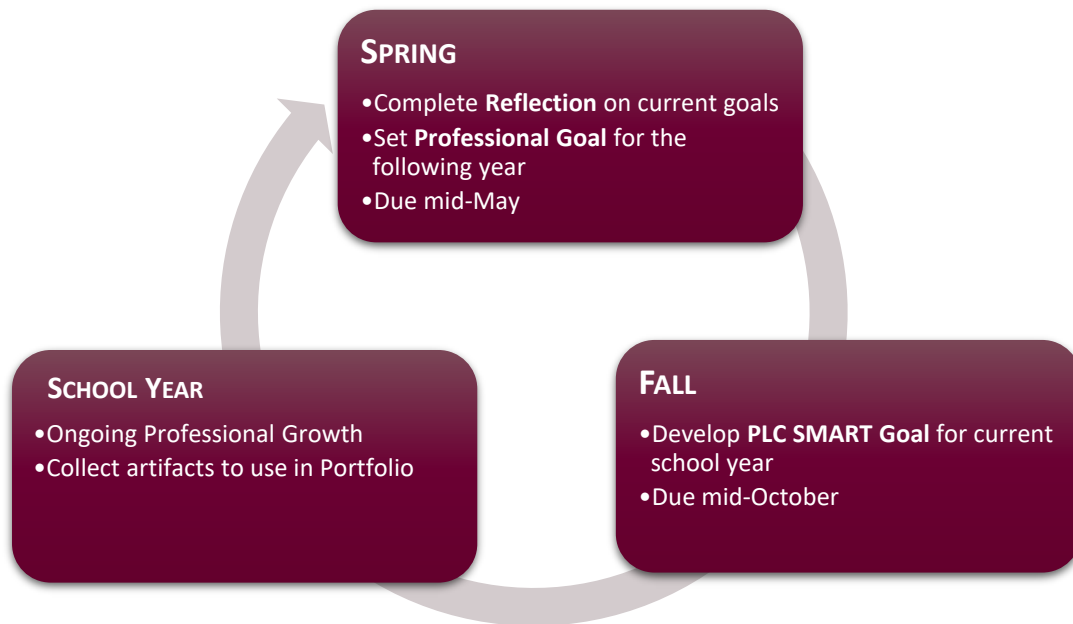 SPRING
•Complete Reflection on current goals
•Set Professional Goal for the
following year
•Due mid-May
SCHOOL YEAR
•Ongoing Professional Growth
•Collect artifacts to use in Portfolio
FALL
•Develop PLC SMART Goal for current
school year
•Due mid-October